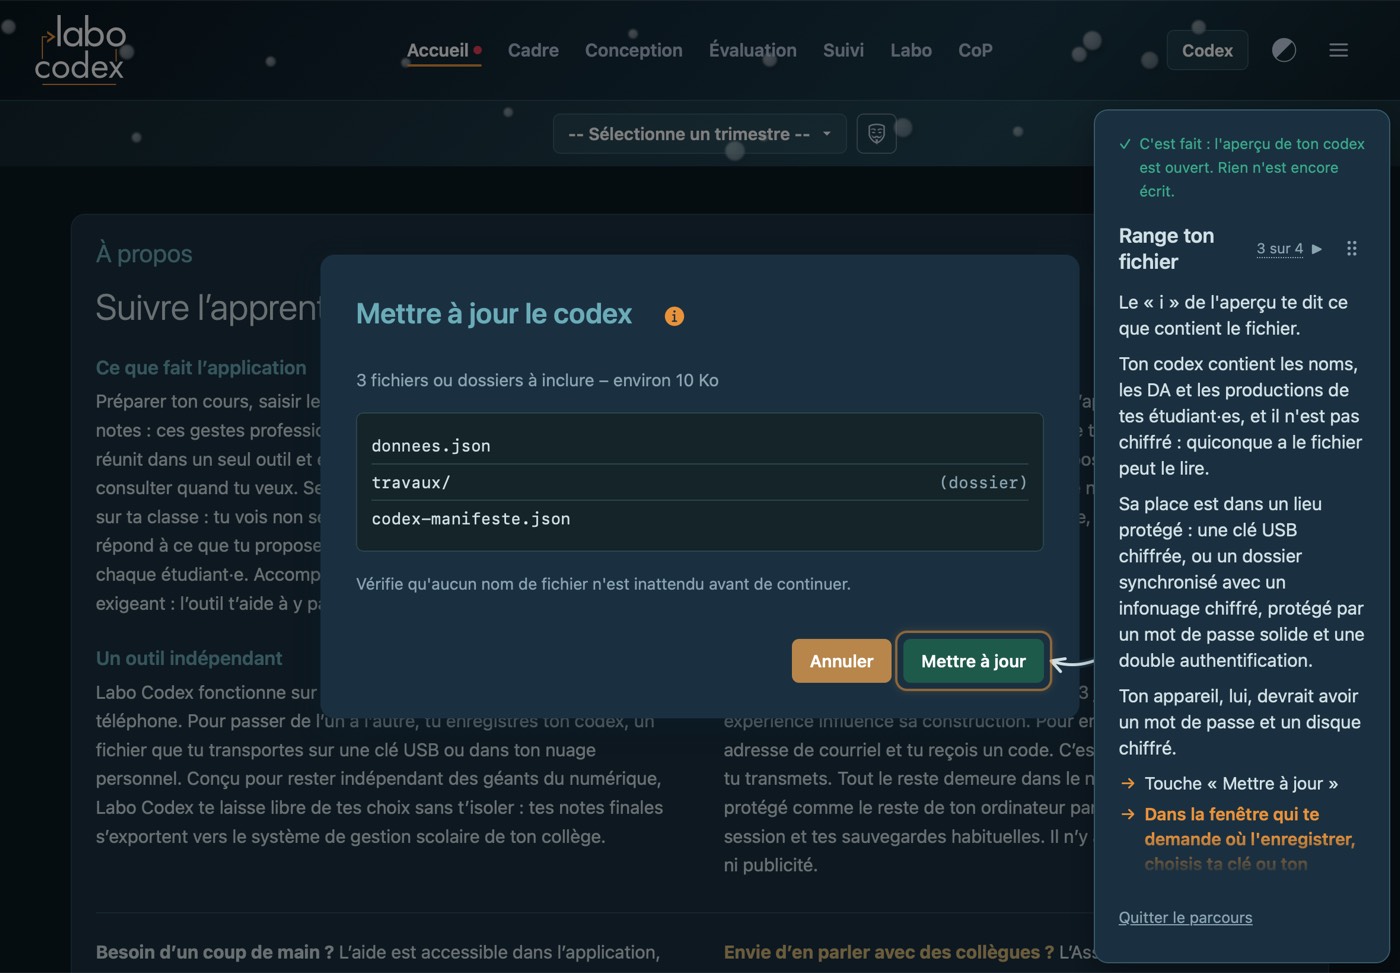 labo
codex
Accueil
Cadre
Conception
Évaluation
Suivi
Labo
CoP
Codex
-- Sélectionne un trimestre --
À propos
Suivre l’apprent
Ce que fait l’application
Préparer ton cours, saisir le
notes : ces gestes professio
réunit dans un seul outil et
consulter quand tu veux. Se
sur ta classe : tu vois non se
répond à ce que tu propose
chaque étudiant·e. Accomp
exigeant : l’outil t’aide à y pa
Un outil indépendant
Labo Codex fonctionne sur
téléphone. Pour passer de l’un à l’autre, tu enregistres ton codex, un
fichier que tu transportes sur une clé USB ou dans ton nuage
personnel. Conçu pour rester indépendant des géants du numérique,
Labo Codex te laisse libre de tes choix sans t’isoler : tes notes finales
s’exportent vers le système de gestion scolaire de ton collège.
expérience influence sa construction. Pour en
adresse de courriel et tu reçois un code. C’es
tu transmets. Tout le reste demeure dans le n
protégé comme le reste de ton ordinateur par
session et tes sauvegardes habituelles. Il n’y
ni publicité.
Besoin d’un coup de main ? L’aide est accessible dans l’application,
Envie d’en parler avec des collègues ? L’Ass
Mettre à jour le codex
i
3 fichiers ou dossiers à inclure – environ 10 Ko
donnees.json
travaux/ (dossier)
codex-manifeste.json
Vérifie qu'aucun nom de fichier n'est inattendu avant de continuer.
Annuler
Mettre à jour
C'est fait : l'aperçu de ton codex
est ouvert. Rien n'est encore
écrit.
Range ton
fichier
3 sur 4
Le « i » de l'aperçu te dit ce
que contient le fichier.
Ton codex contient les noms,
les DA et les productions de
tes étudiant·es, et il n'est pas
chiffré : quiconque a le fichier
peut le lire.
Sa place est dans un lieu
protégé : une clé USB
chiffrée, ou un dossier
synchronisé avec un
infonuage chiffré, protégé par
un mot de passe solide et une
double authentification.
Ton appareil, lui, devrait avoir
un mot de passe et un disque
chiffré.
→ Touche « Mettre à jour »
→ Dans la fenêtre qui te
demande où l'enregistrer,
choisis ta clé ou ton
Quitter le parcours